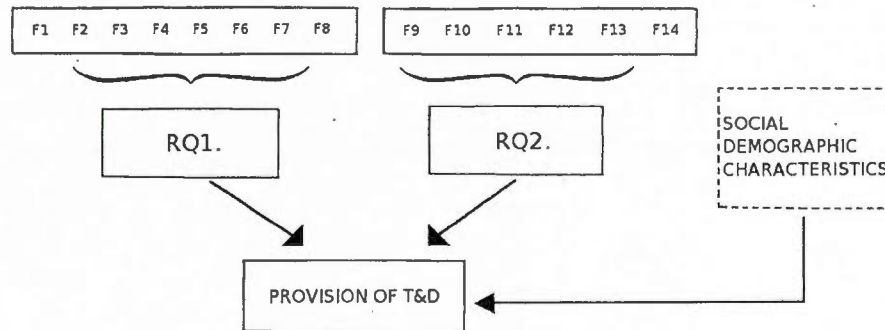 F1 F2 F3 F4 F5 F6 F7 F8
F9 F10 F11 F12 F13 F14
RQ1.
RQ2.
SOCIAL
DEMOGRAPHIC
CHARACTERISTICS
PROVISION OF T&D